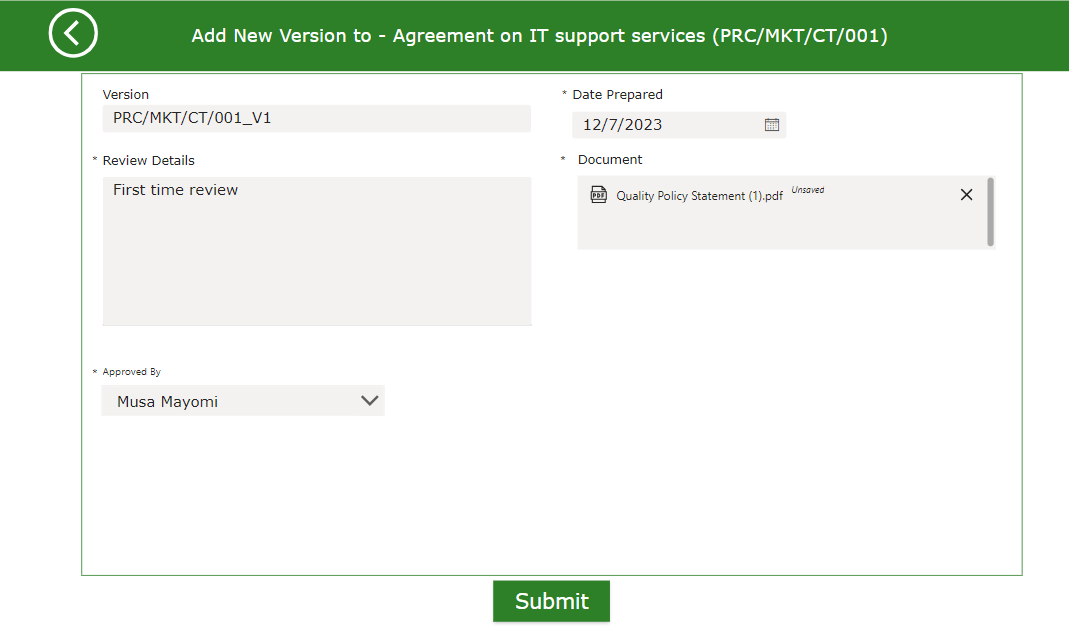 Add New Version to - Agreement on IT support services (PRC/MKT/CT/001)
Version
PRC/MKT/CT/001_V1
* Date Prepared
12/7/2023
* Review Details
First time review
* Document
PDF Quality Policy Statement (1).pdf Unsaved
* Approved By
Musa Mayomi
Submit